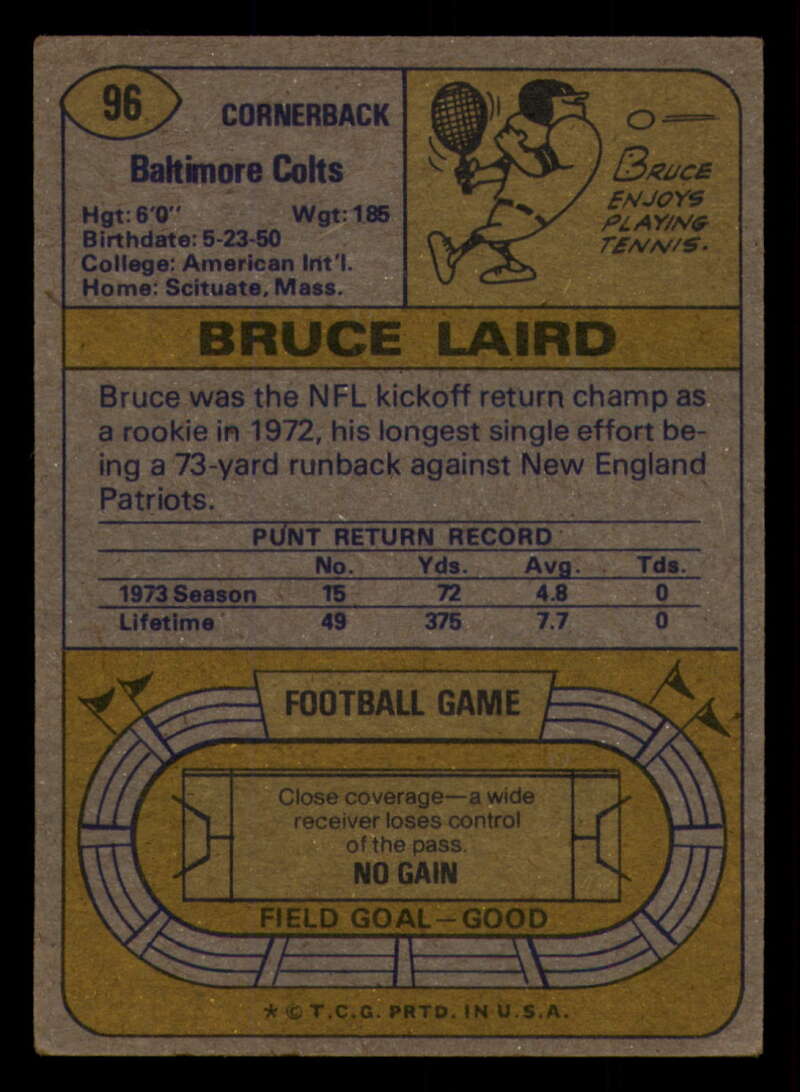 96
CORNERBACK
Baltimore Colts
Hgt: 6'0" Wgt: 185
Birthdate: 5-23-50
College: American Int'l.
Home: Scituate, Mass.
BRUCE
ENJOYS
PLAYING
TENNIS.
BRUCE LAIRD
Bruce was the NFL kickoff return champ as
a rookie in 1972, his longest single effort be-
ing a 73-yard runback against New England
Patriots.
PUNT RETURN RECORD
No. Yds. Avg. Tds.
1973 Season 15 72 4.8 0
Lifetime 49 375 7.7 0
FOOTBALL GAME
Close coverage—a wide
receiver loses control
of the pass.
NO GAIN
FIELD GOAL—GOOD
* © T.C.G. PRTD. IN U.S.A.